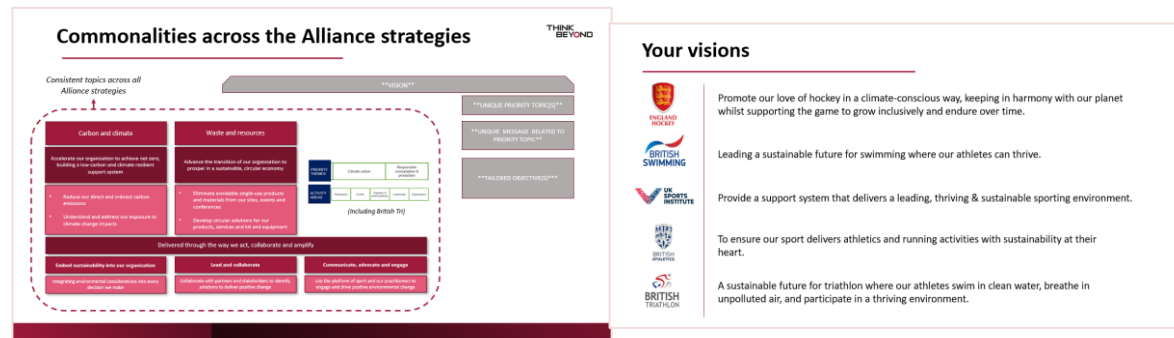 Commonalities across the Alliance strategies
THINK
BEYOND
Consistent topics across all
Alliance strategies
**VISION**
**UNIQUE PRIORITY TOPIC(S)**
**UNIQUE MESSAGE RELATED TO
PRIORITY TOPIC**
**TAILORED OBJECTIVE(S)***
Carbon and climate
Accelerate our organisation to achieve net zero,
building a low-carbon and climate resilient
support system
• Reduce our direct and indirect carbon
emissions
• Understand and address our exposure to
climate change impacts
Waste and resources
Advance the transition of our organisation to
prosper in a sustainable, circular economy
• Eliminate avoidable single-use products
and materials from our sites, events and
conferences
• Develop circular solutions for our
products, services and kit and equipment
PRIORITY
THEMES
Climate action
Responsible
consumption &
production
ACTIVITY
AREAS
(Including British Tri)
Delivered through the way we act, collaborate and amplify
Embed sustainability into our organisation
Integrating environmental considerations into every
decision we make
Lead and collaborate
Collaborate with partners and stakeholders to identify
solutions to deliver positive change
Communicate, advocate and engage
Use the platform of sport and our practitioners to
engage and drive positive environmental change
Your visions
ENGLAND
HOCKEY
Promote our love of hockey in a climate-conscious way, keeping in harmony with our planet
whilst supporting the game to grow inclusively and endure over time.
BRITISH
SWIMMING
Leading a sustainable future for swimming where our athletes can thrive.
UK
SPORTS
INSTITUTE
Provide a support system that delivers a leading, thriving & sustainable sporting environment.
BRITISH
ATHLETICS
To ensure our sport delivers athletics and running activities with sustainability at their
heart.
BRITISH
TRIATHLON
A sustainable future for triathlon where our athletes swim in clean water, breathe in
unpolluted air, and participate in a thriving environment.